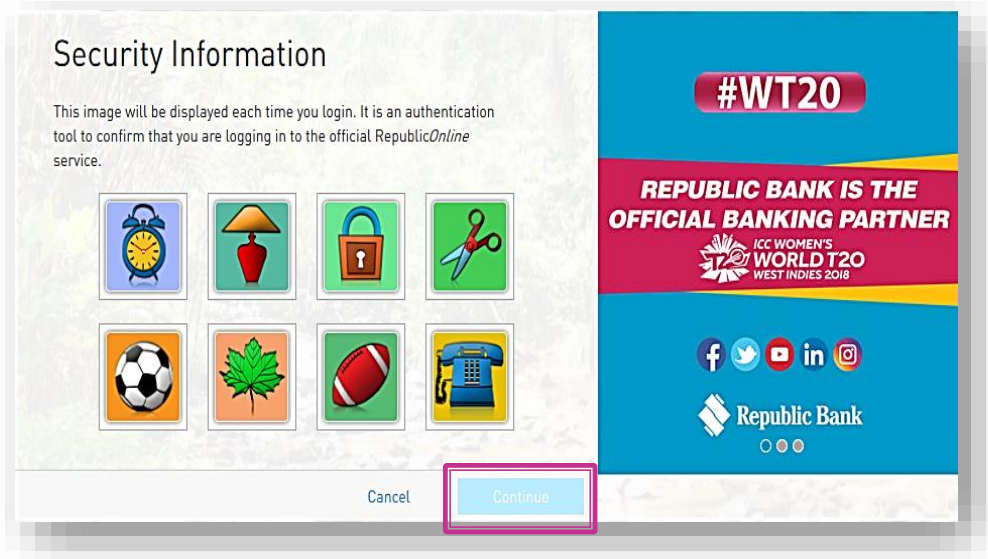 Security Information
This image will be displayed each time you login. It is an authentication
tool to confirm that you are logging in to the official RepublicOnline
service.
Cancel
Continue
#WT20
REPUBLIC BANK IS THE
OFFICIAL BANKING PARTNER
WT20
ICC WOMEN'S
WORLD T20
WEST INDIES 2018
f
in
Republic Bank